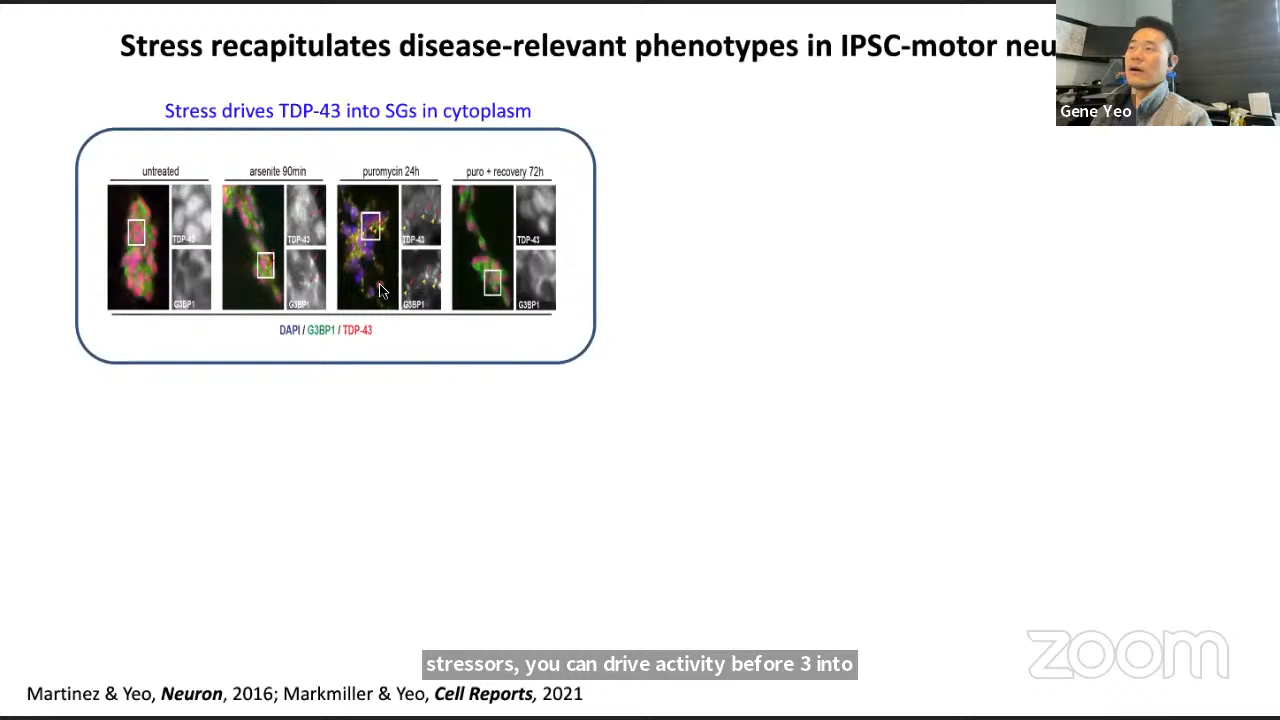 Stress recapitulates disease-relevant phenotypes in IPSC-motor neu
Gene Yeo
Stress drives TDP-43 into SGs in cytoplasm
untreated
arsenite 90min
puromycin 24h
puro + recovery 72h
TDP-43
TDP-43
TDP-43
TDP-43
G3BP1
G3BP1
G3BP1
G3BP1
DAPI / G3BP1 / TDP-43
stressors, you can drive activity before 3 into
zoom
Martinez & Yeo, Neuron, 2016; Markmiller & Yeo, Cell Reports, 2021